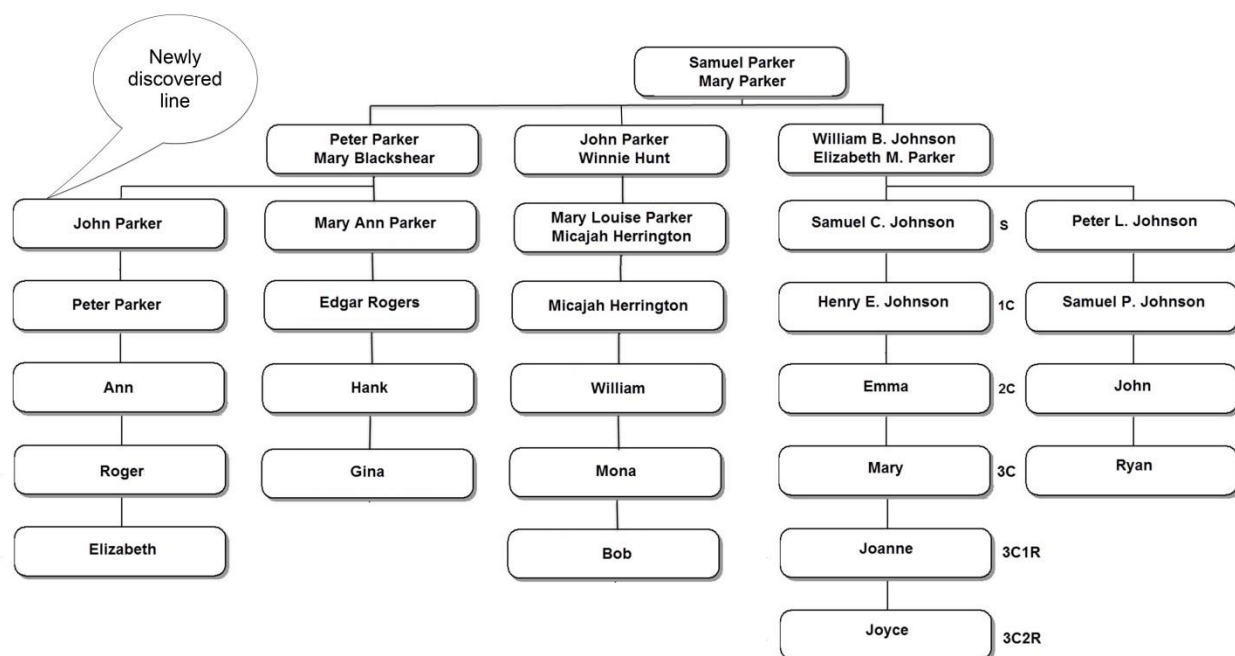 Newly
discovered
line
Samuel Parker
Mary Parker
Peter Parker
Mary Blackshear
John Parker
Winnie Hunt
William B. Johnson
Elizabeth M. Parker
John Parker
Mary Ann Parker
Mary Louise Parker
Micajah Herrington
Samuel C. Johnson
S
Peter L. Johnson
Peter Parker
Edgar Rogers
Micajah Herrington
Henry E. Johnson
1C
Samuel P. Johnson
Ann
Hank
William
Emma
2C
John
Roger
Gina
Mona
Mary
3C
Ryan
Elizabeth
Bob
Joanne
3C1R
Joyce
3C2R